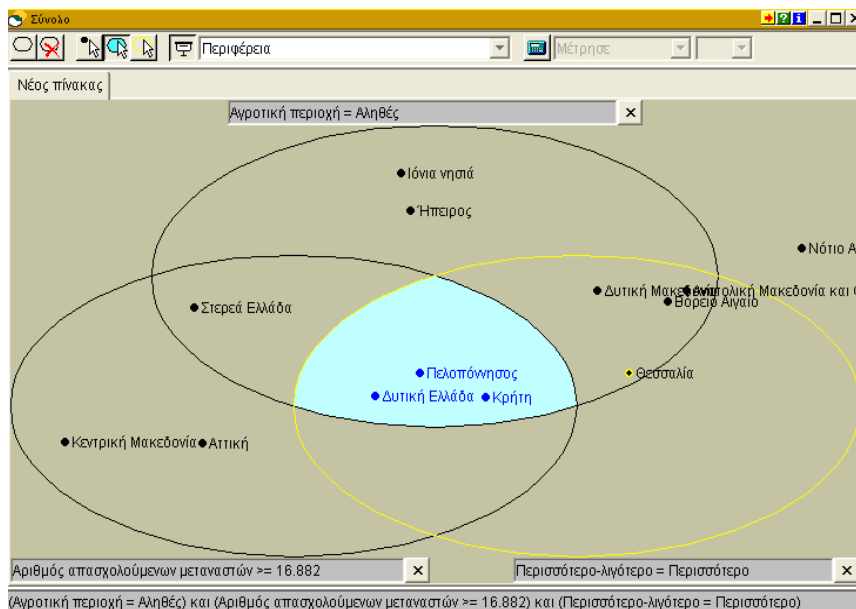 Σύνολο
Περιφέρεια
Μέτρησε
Νέος πίνακας
Αγροτική περιοχή = Αληθές
Ιόνια νησιά
Ήπειρος
Νότιο Α
Δυτική Μακεδονία
Ανατολική Μακεδονία και
Βόρειο Αιγαίο
Στερεά Ελλάδα
Πελοπόννησος
Θεσσαλία
Δυτική Ελλάδα
Κρήτη
Κεντρική Μακεδονία
Αττική
Αριθμός απασχολούμενων μεταναστών >= 16.882
Περισσότερο-λιγότερο = Περισσότερο
(Αγροτική περιοχή = Αληθές) και (Αριθμός απασχολούμενων μεταναστών >= 16.882) και (Περισσότερο-λιγότερο = Περισσότερο)